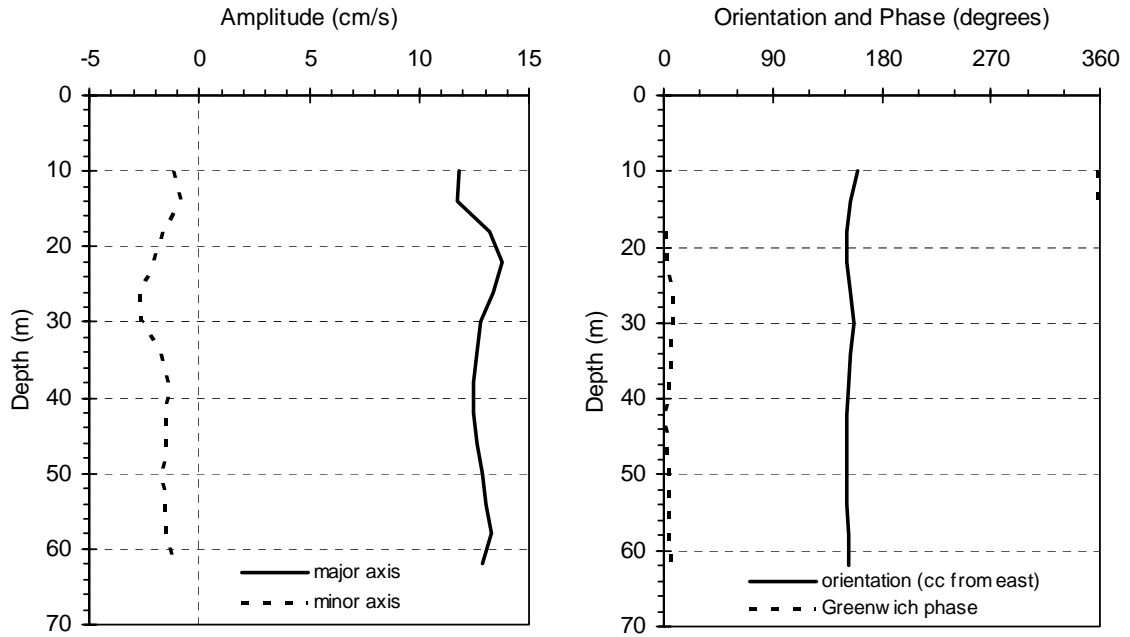 Amplitude (cm/s)
-5 0 5 10 15
0
10
20
30
40
50
60
70
Depth (m)
major axis
minor axis
Orientation and Phase (degrees)
0 90 180 270 360
0
10
20
30
40
50
60
70
Depth (m)
orientation (cc from east)
Greenwich phase